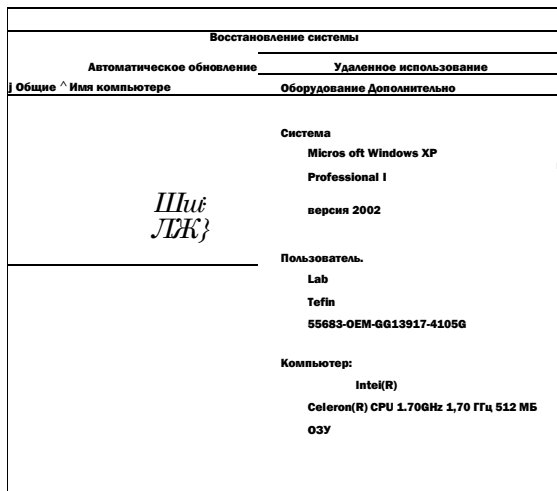 Восстановление системы
Автоматическое обновление Удаленное использование
j Общие ^ Имя компьютере Оборудование Дополнительно
Система
Micros oft Windows XP
Professional I
версия 2002
Ши:
ЛЖ}
Пользователь.
Lab
Tefin
55683-OEM-GG13917-4105G
Компьютер:
Intei(R)
Celeron(R) CPU 1.70GHz 1,70 ГГц 512 МБ
ОЗУ